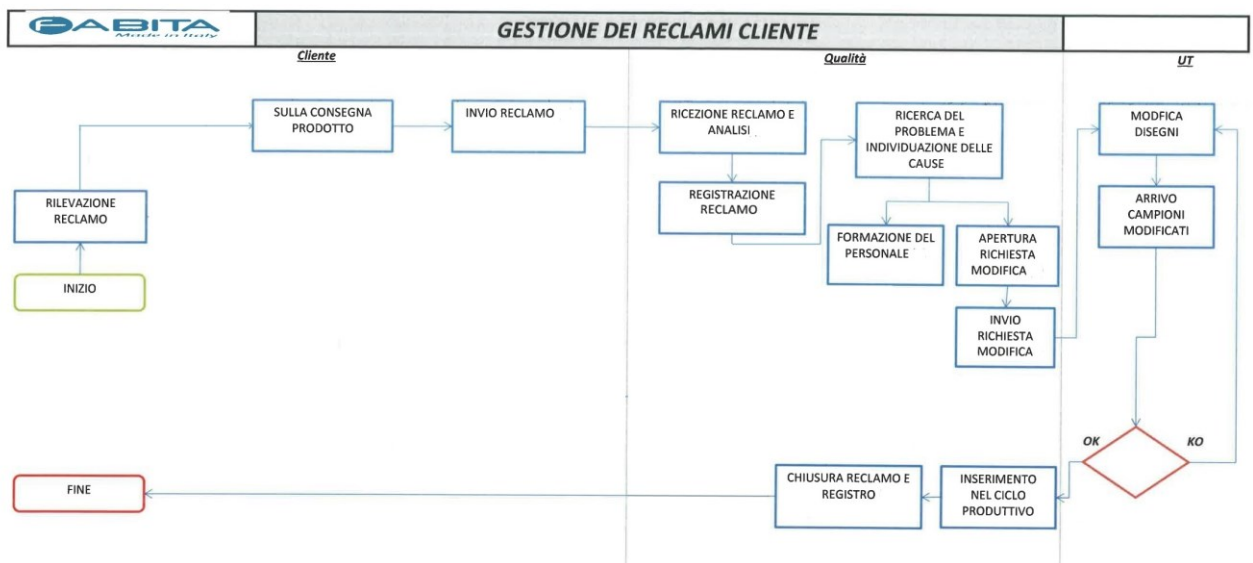 FABITA
Made in Italy
GESTIONE DEI RECLAMI CLIENTE
Cliente
Qualità
UT
SULLA CONSEGNA
PRODOTTO
INVIO RECLAMO
RICEZIONE RECLAMO E
ANALISI
RICERCA DEL
PROBLEMA E
INDIVIDUAZIONE DELLE
CAUSE
MODFICA
DISEGNI
RILEVAZIONE
RECLAMO
REGISTRAZIONE
RECLAMO
ARRIVO
CAMPIONI
MODIFICATI
FORMAZIONE DEL
PERSONALE
APERTURA
RICHIESTA
MODIFICA
INIZIO
INVIO
RICHIESTA
MODIFICA
OK
KO
FINE
CHIUSURA RECLAMO E
REGISTRO
INSERIMENTO
NEL CICLO
PRODUTTIVO